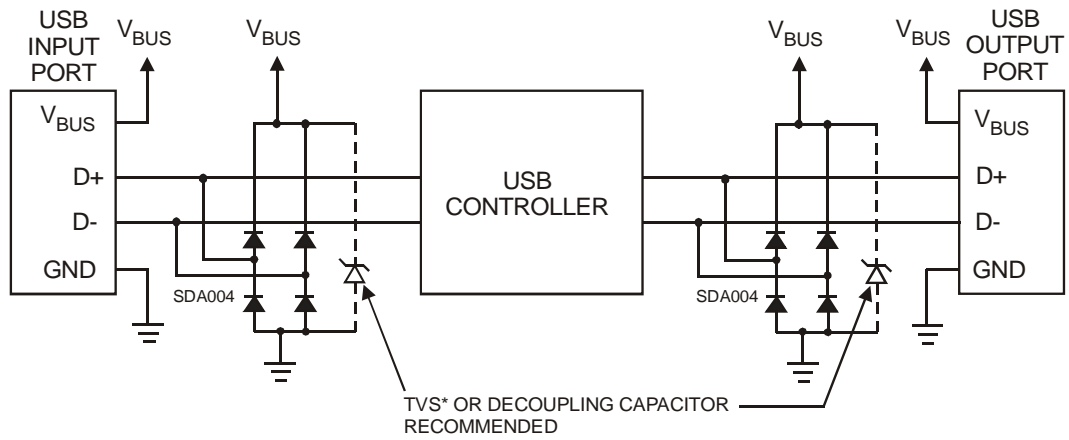 USB
INPUT
PORT
VBUS
VBUS
VBUS
VBUS
USB
OUTPUT
PORT
VBUS
D+
D-
GND
USB
CONTROLLER
VBUS
D+
D-
GND
SDA004
SDA004
TVS* OR DECOUPLING CAPACITOR
RECOMMENDED